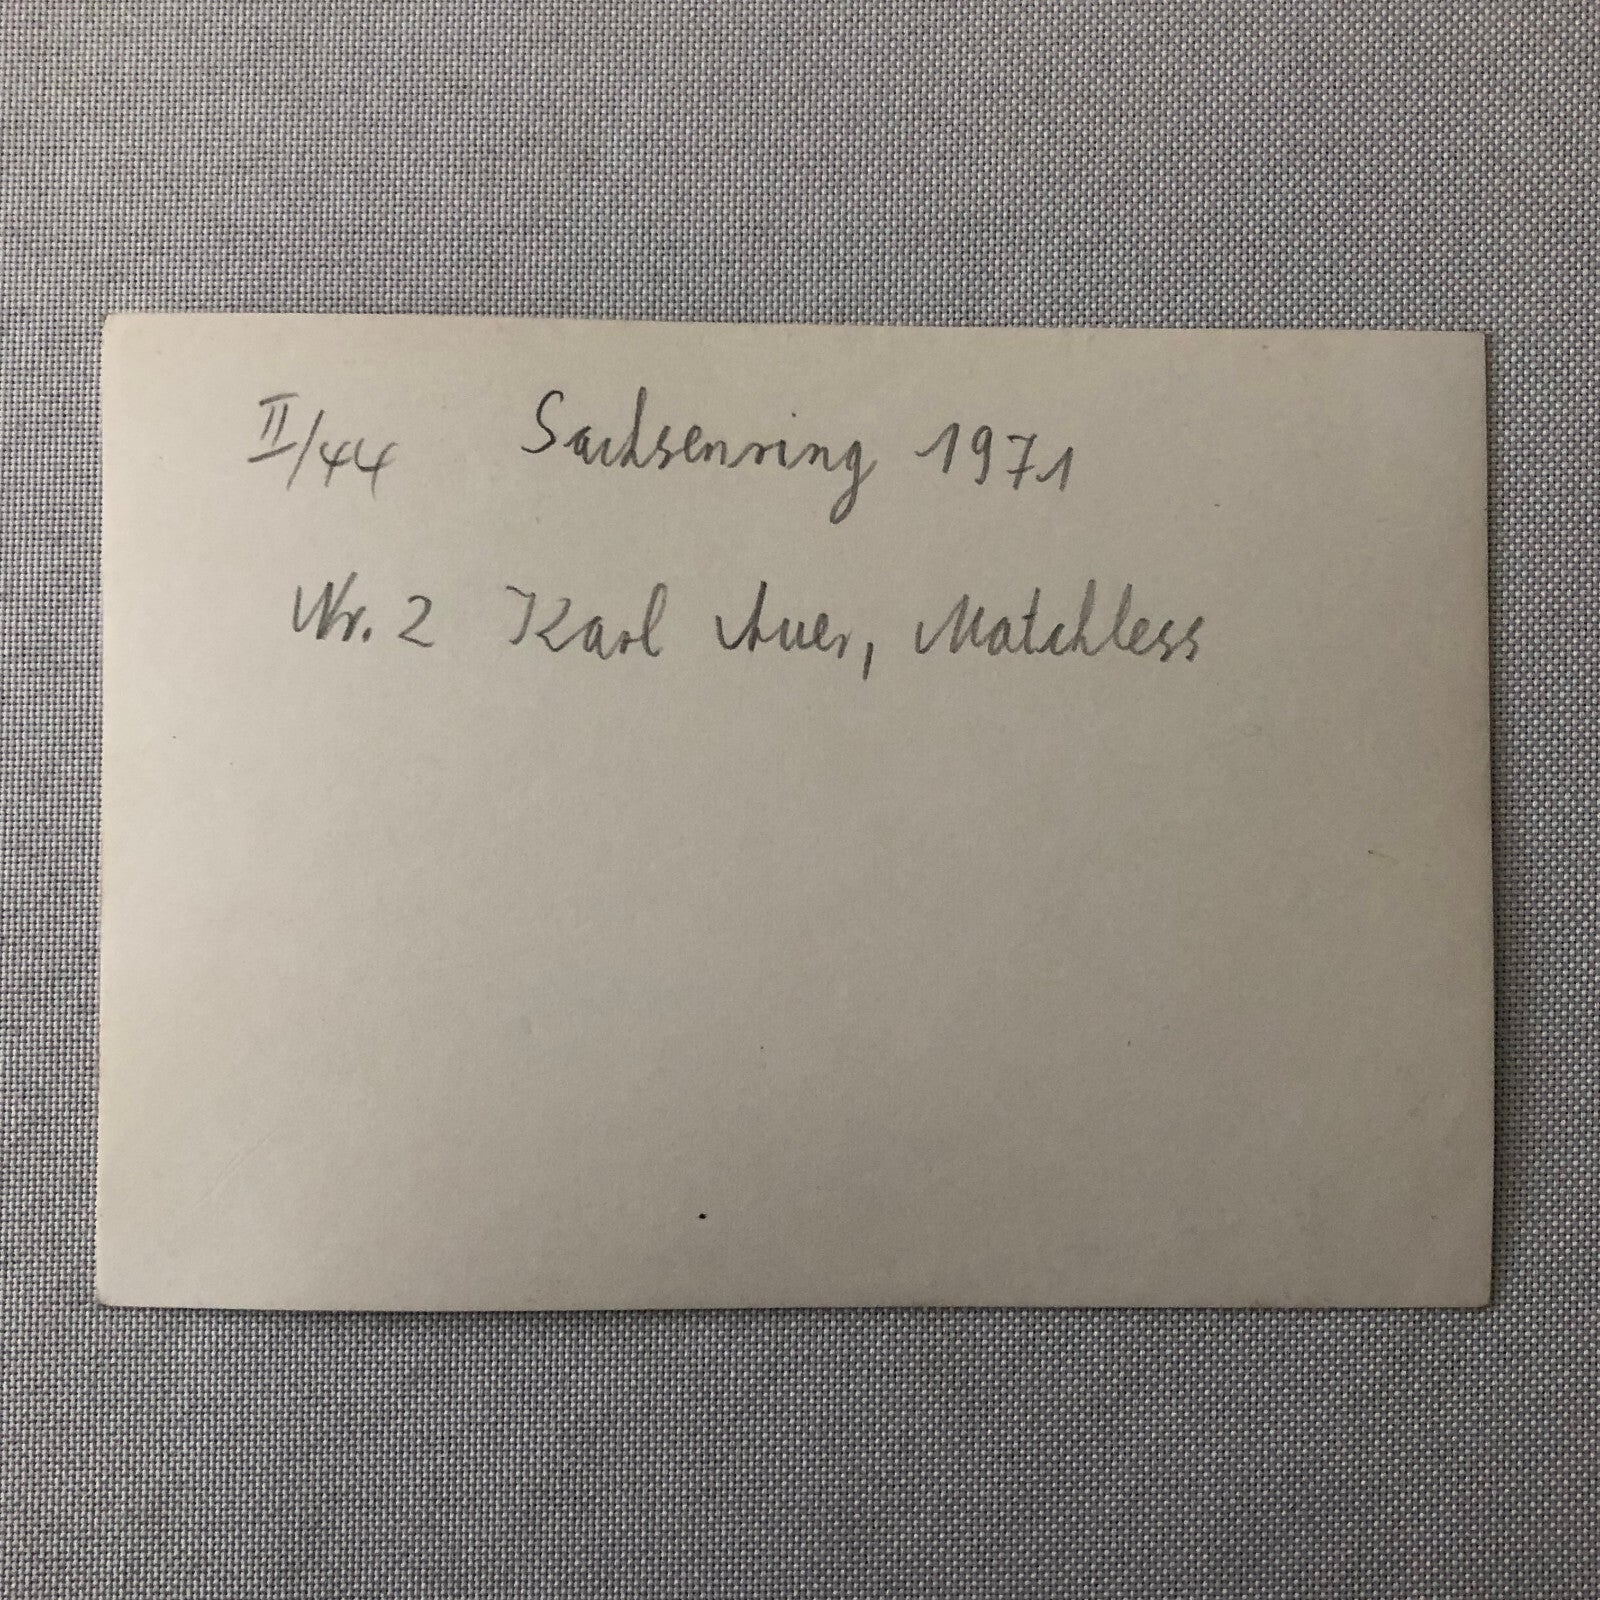 II/44 Sachsenring 1971
Nr. 2 Karl Auer, Matchless